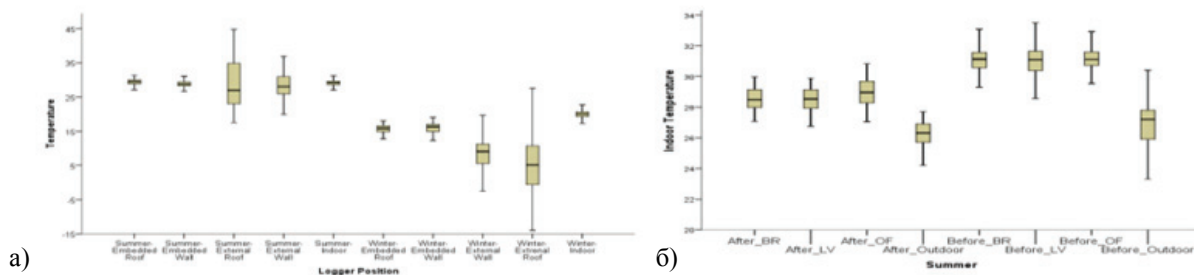 45
35
25
15
5
-5
-15
Temperature
Summer-Embedded Roof
Summer-Embedded Wall
Summer-External Roof
Summer-External Wall
Summer-Indoor
Winter-Embedded Roof
Winter-Embedded Wall
Winter-External Wall
Winter-Extrenal Roof
Winter-Indoor
Logger Position
а)
34
32
30
28
26
24
22
20
Indoor Temperature
After_BR
After_LV
After_OF
After_Outdoor
Before_BR
Before_LV
Before_OF
Before_Outdoor
Summer
б)